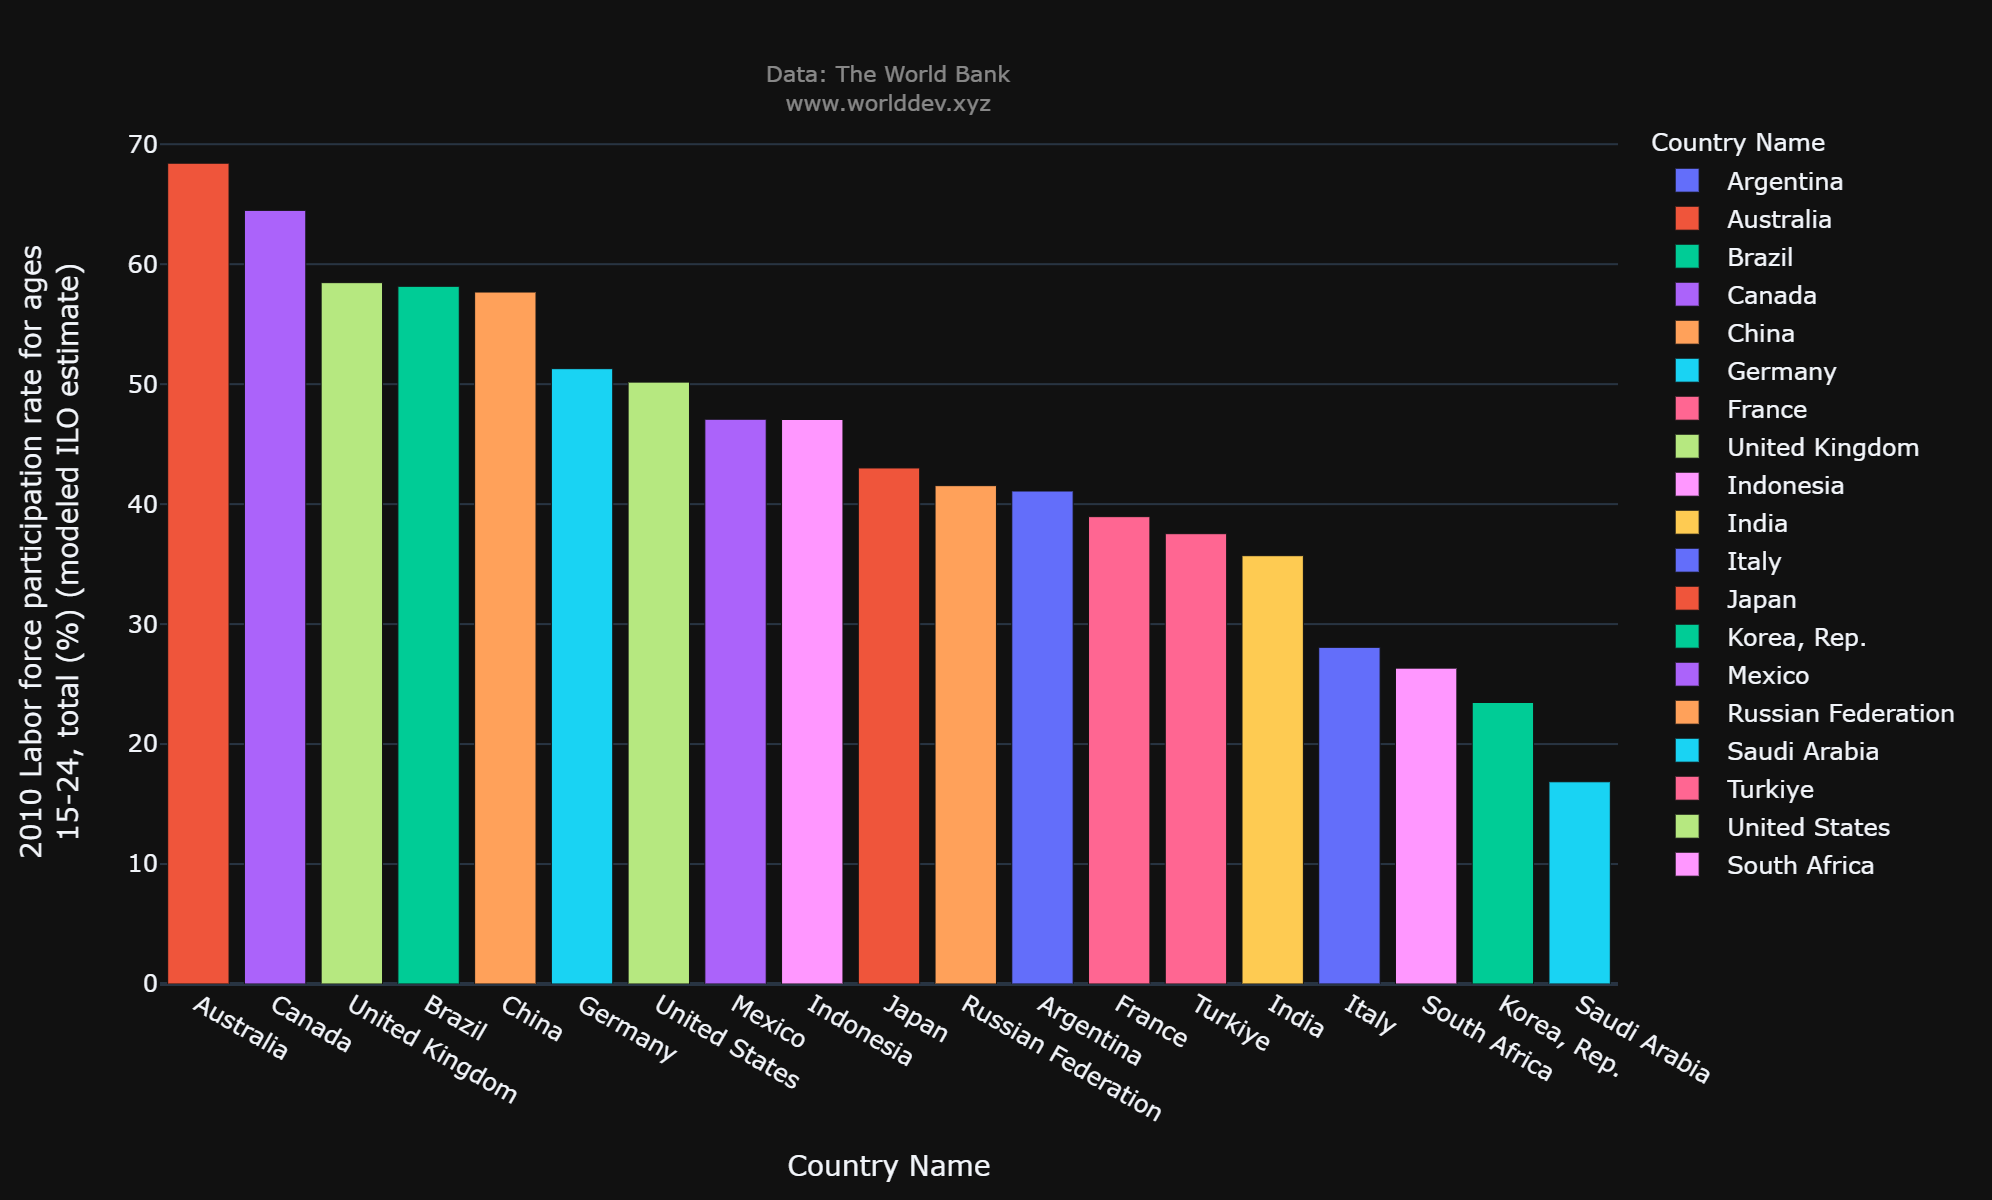 Data: The World Bank
www.worlddev.xyz
2010 Labor force participation rate for ages
15-24, total (%) (modeled ILO estimate)
70
60
50
40
30
20
10
0
Australia
Canada
United Kingdom
Brazil
China
Germany
United States
Mexico
Indonesia
Japan
Russian Federation
Argentina
France
Turkiye
India
Italy
South Africa
Korea, Rep.
Saudi Arabia
Country Name
Country Name
Argentina
Australia
Brazil
Canada
China
Germany
France
United Kingdom
Indonesia
India
Italy
Japan
Korea, Rep.
Mexico
Russian Federation
Saudi Arabia
Turkiye
United States
South Africa